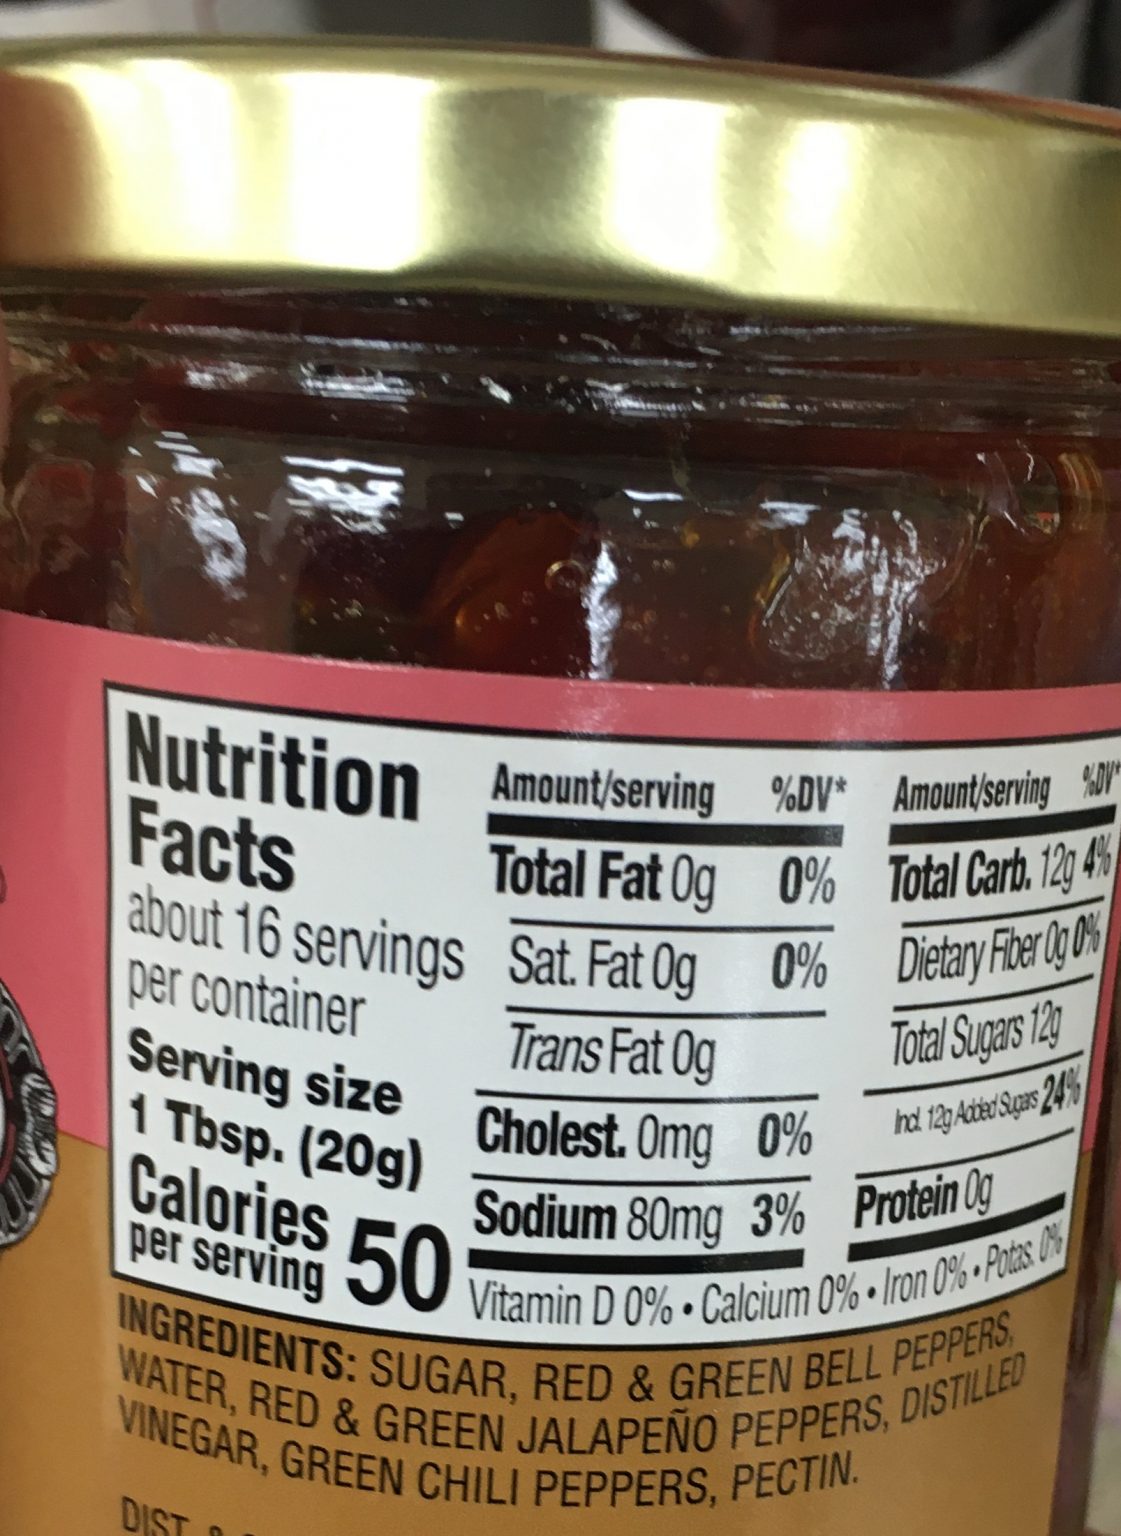 Nutrition
Facts
about 16 servings
per container
Serving size
1 Tbsp. (20g)
Calories
per serving 50
Amount/serving %DV*
Total Fat 0g 0%
Sat. Fat 0g 0%
Trans Fat 0g
Cholest. 0mg 0%
Sodium 80mg 3%
Amount/serving %DV*
Total Carb. 12g 4%
Dietary Fiber 0g 0%
Total Sugars 12g
Incl. 12g Added Sugars 24%
Protein 0g
Vitamin D 0% • Calcium 0% • Iron 0% • Potas. 0%
INGREDIENTS: SUGAR, RED & GREEN BELL PEPPERS,
WATER, RED & GREEN JALAPEÑO PEPPERS, DISTILLED
VINEGAR, GREEN CHILI PEPPERS, PECTIN.
DIST. &